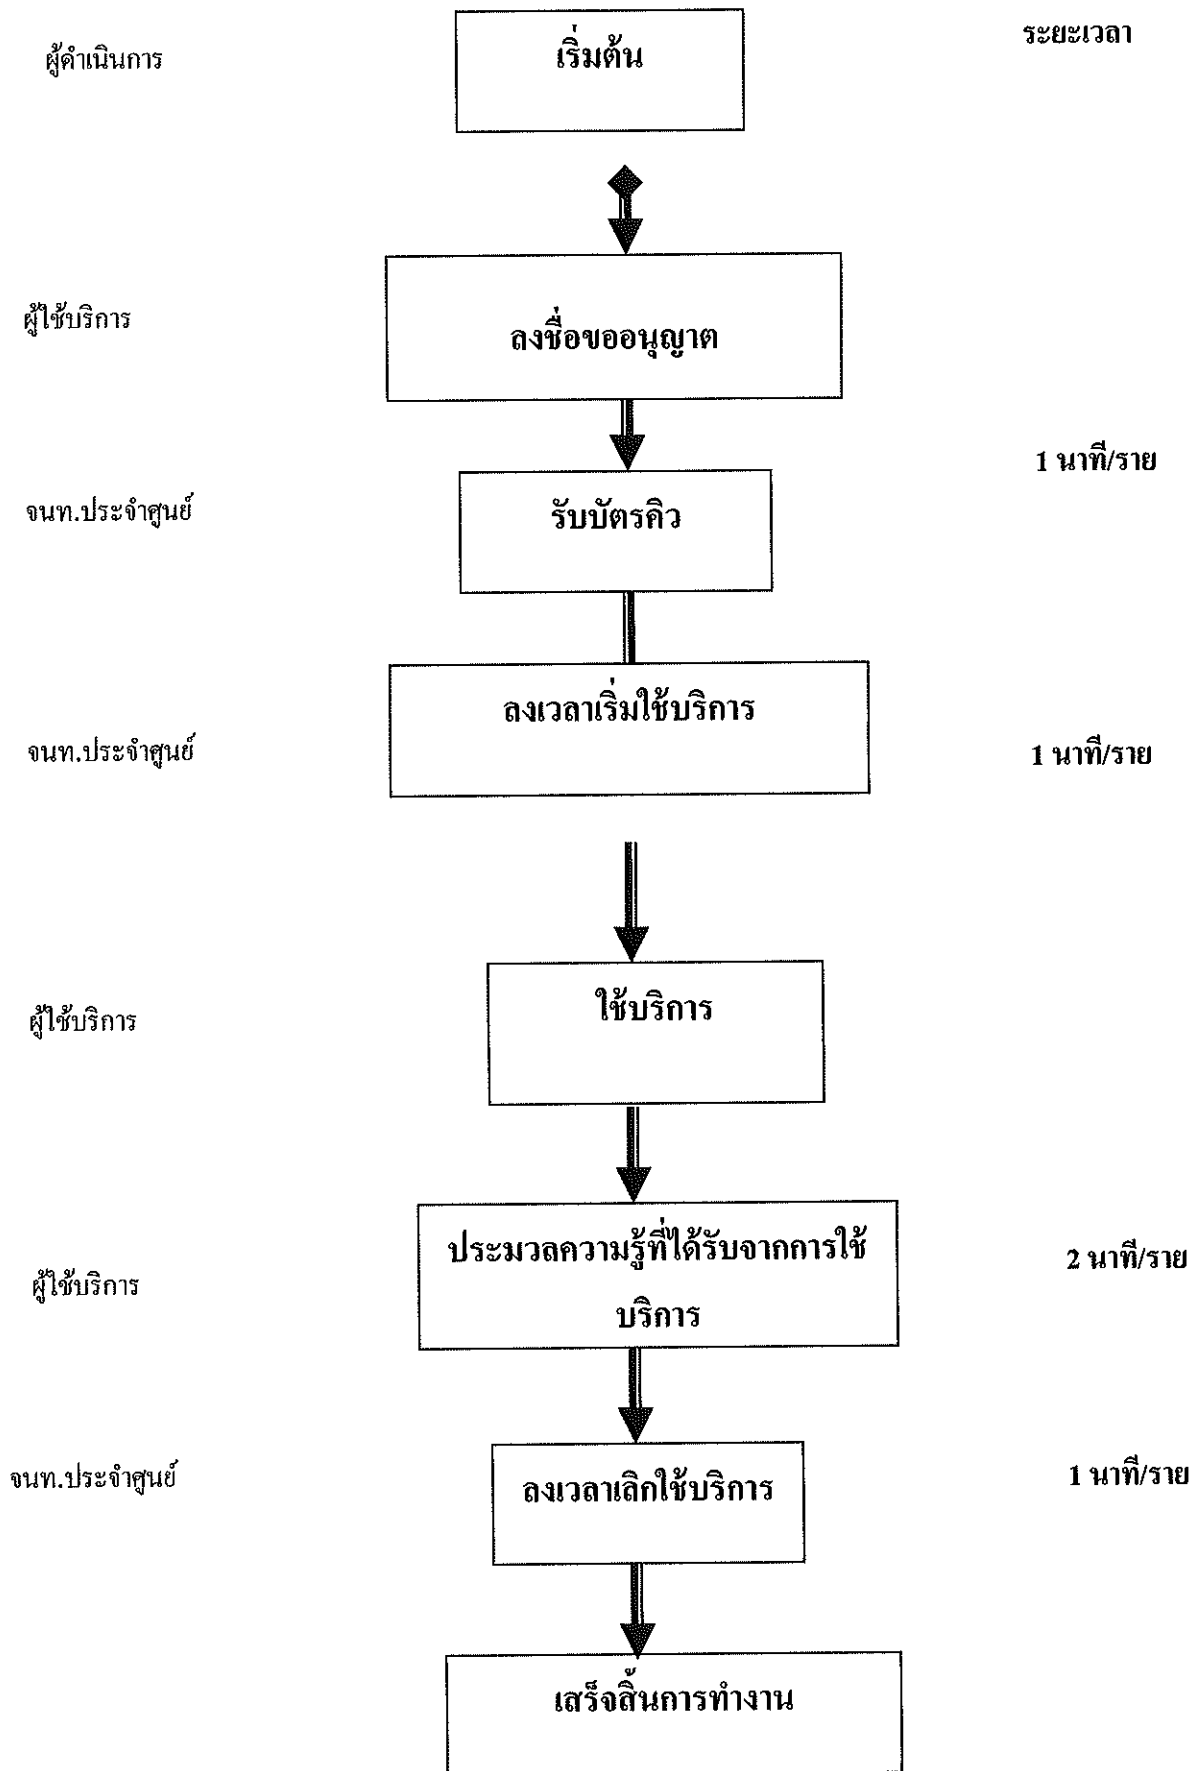 ผู้ดำเนินการ
เริ่มต้น
ระยะเวลา
ผู้ใช้บริการ
ลงชื่อขออนุญาต
1 นาที/ราย
จนท.ประจำศูนย์
รับบัตรคิว
ลงเวลาเริ่มใช้บริการ
จนท.ประจำศูนย์
1 นาที/ราย
ใช้บริการ
ผู้ใช้บริการ
ประมวลความรู้ที่ได้รับจากการใช้
บริการ
2 นาที/ราย
ผู้ใช้บริการ
จนท.ประจำศูนย์
ลงเวลาเลิกใช้บริการ
1 นาที/ราย
เสร็จสิ้นการทำงาน